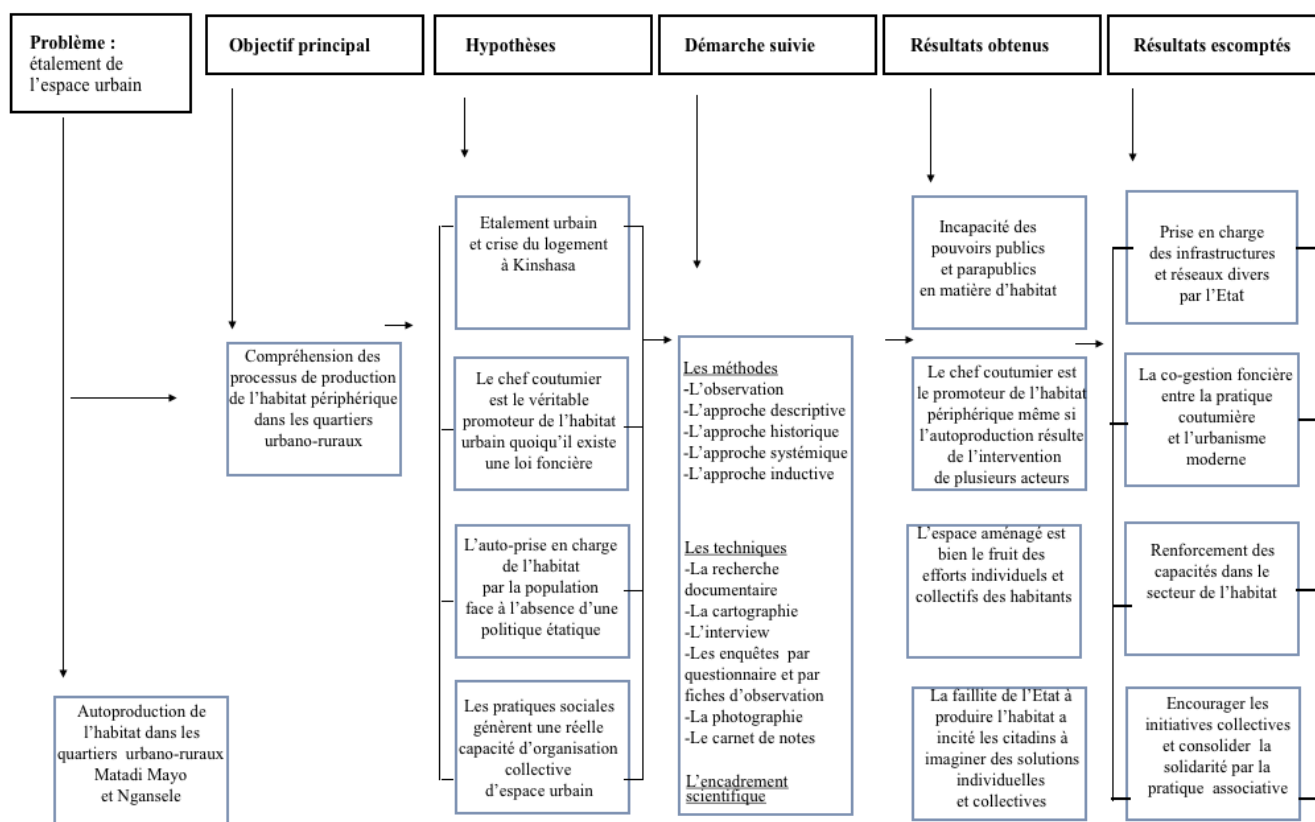 Problème :
étalement de
l’espace urbain
Objectif principal
Hypothèses
Démarche suivie
Résultats obtenus
Résultats escomptés
Autoproduction de
l’habitat dans les
quartiers urbano-ruraux
Matadi Mayo
et Ngansele
Compréhension des
processus de production
de l’habitat périphérique
dans les quartiers
urbano-ruraux
Etalement urbain
et crise du logement
à Kinshasa
Le chef coutumier
est le véritable
promoteur de l’habitat
urbain quoiqu’il existe
une loi foncière
L’auto-prise en charge
de l’habitat
par la population
face à l’absence d’une
politique étatique
Les pratiques sociales
génèrent une réelle
capacité d’organisation
collective
d’espace urbain
Les méthodes
-L’observation
-L’approche descriptive
-L’approche historique
-L’approche systémique
-L’approche inductive
Les techniques
-La recherche
documentaire
-La cartographie
-L’interview
-Les enquêtes par
questionnaire et par
fiches d’observation
-La photographie
-Le carnet de notes
L’encadrement
scientifique
Incapacité des
pouvoirs publics
et parapublics
en matière d’habitat
Le chef coutumier est
le promoteur de l’habitat
périphérique même si
l’autoproduction résulte
de l’intervention
de plusieurs acteurs
L’espace aménagé est
bien le fruit des
efforts individuels et
collectifs des habitants
La faillite de l’Etat à
produire l’habitat a
incité les citadins à
imaginer des solutions
individuelles
et collectives
Prise en charge
des infrastructures
et réseaux divers
par l’Etat
La co-gestion foncière
entre la pratique
coutumière
et l’urbanisme
moderne
Renforcement des
capacités dans le
secteur de l’habitat
Encourager les
initiatives collectives
et consolider la
solidarité par la
pratique associative